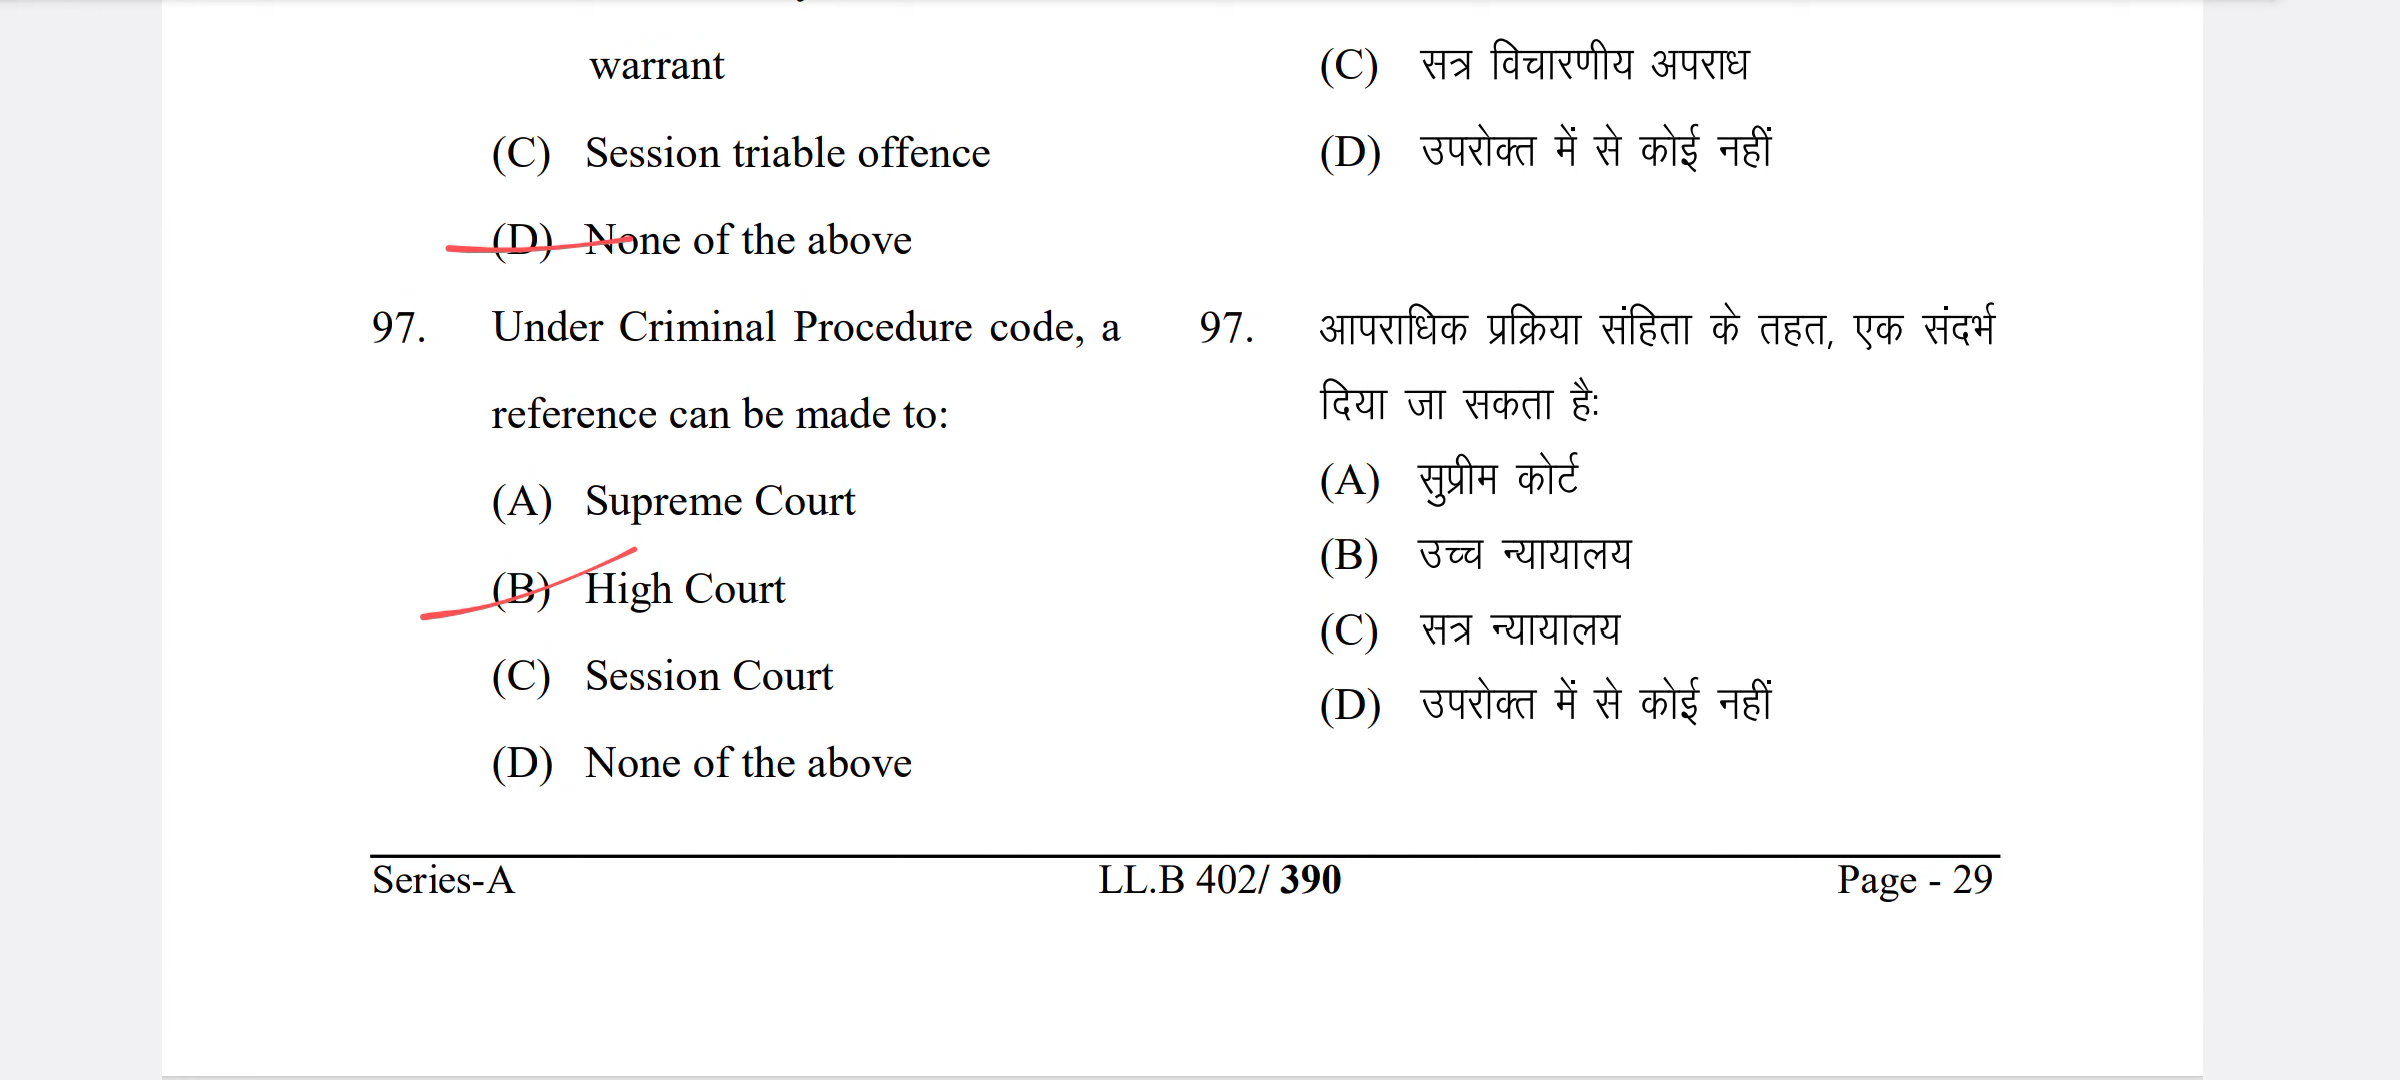 warrant
(C) Session triable offence
(D) None of the above
97. Under Criminal Procedure code, a
reference can be made to:
(A) Supreme Court
(B) High Court
(C) Session Court
(D) None of the above
(C) सत्र विचारणीय अपराध
(D) उपरोक्त में से कोई नहीं
97. आपराधिक प्रक्रिया संहिता के तहत, एक संदर्भ
दिया जा सकता है:
(A) सुप्रीम कोर्ट
(B) उच्च न्यायालय
(C) सत्र न्यायालय
(D) उपरोक्त में से कोई नहीं
Series-A LL.B 402/ 390 Page - 29